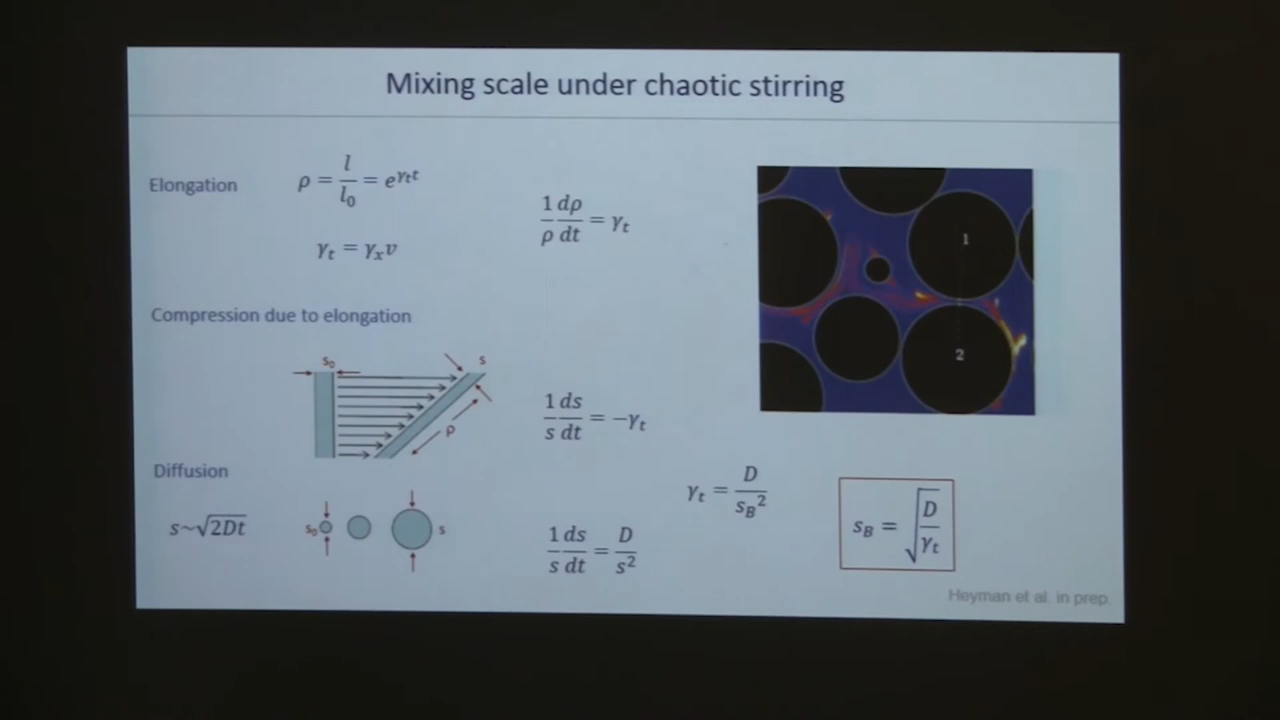 Mixing scale under chaotic stirring
Elongation
ρ = l/l₀ = e^{γ_t t}
1/ρ dρ/dt = γ_t
γ_t = γ_x v
1
2
Compression due to elongation
s₀
s
ρ
1/s ds/dt = −γ_t
Diffusion
s~√2Dt
s₀
s
1/s ds/dt = D/s²
γ_t = D/s_B²
s_B = √(D/γ_t)
Heyman et al. in prep.